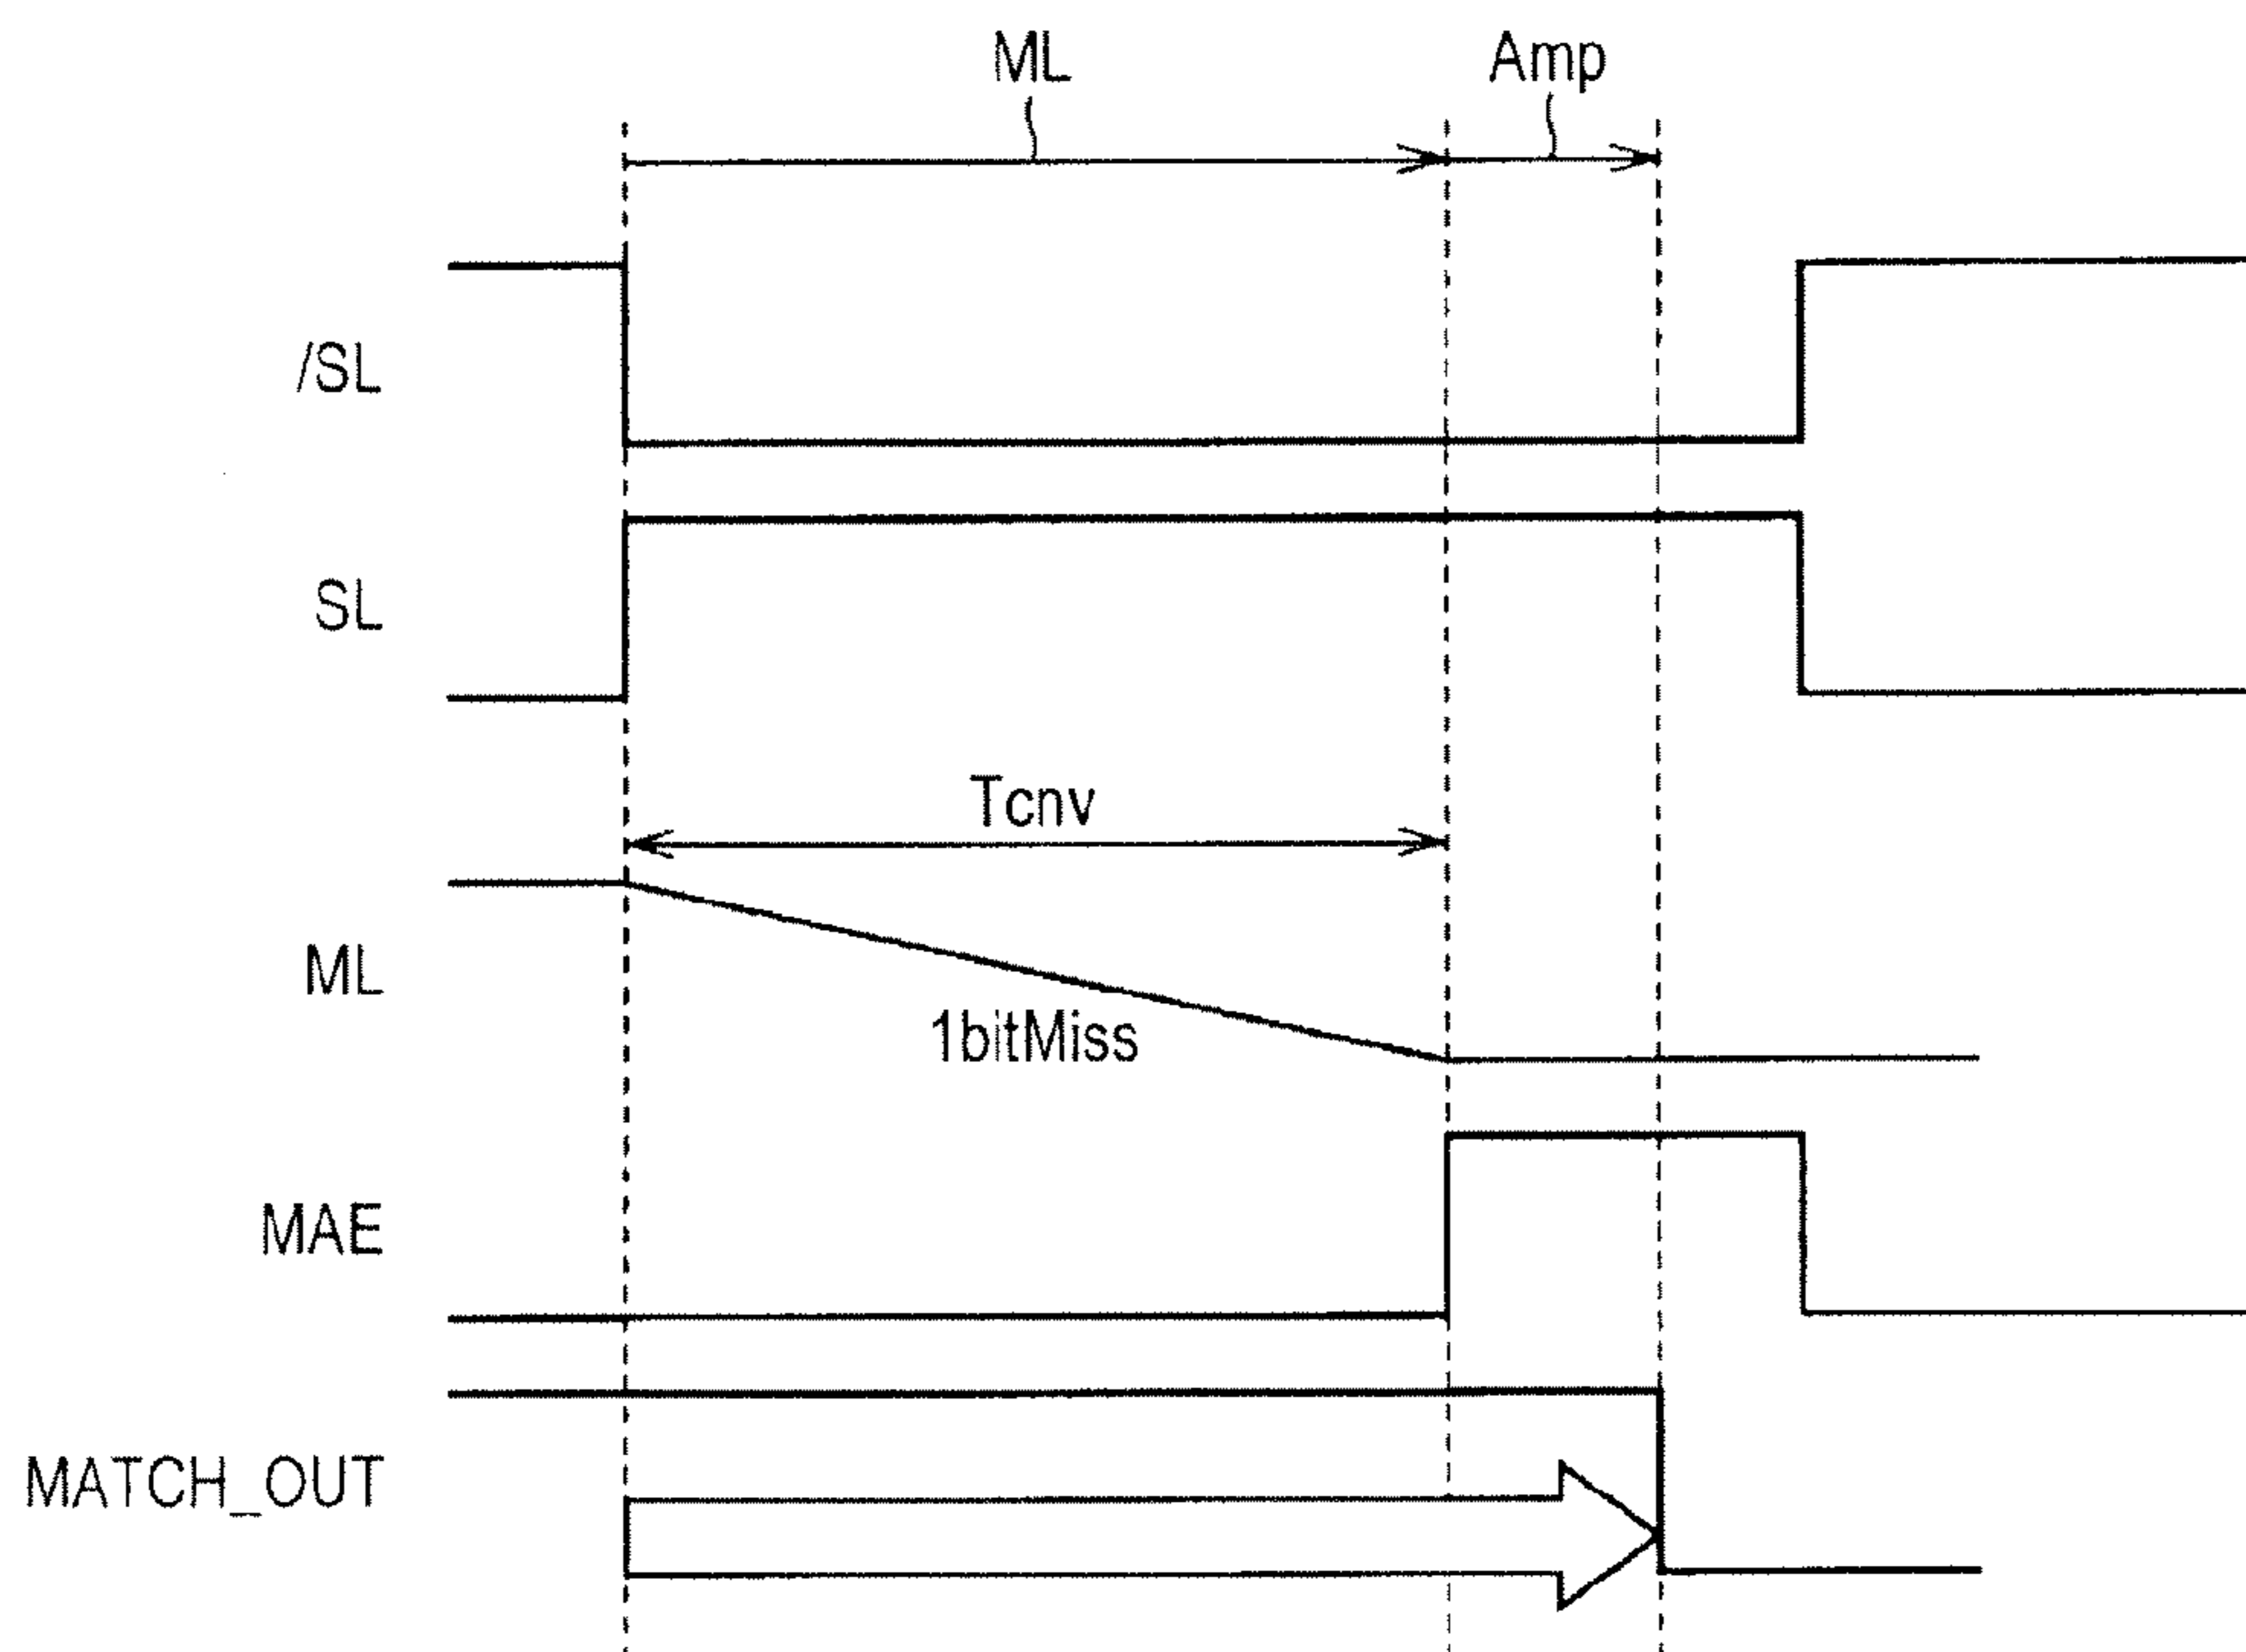 ML Amp
/SL
SL
Tcnv
ML
1bitMiss
MAE
MATCH_OUT